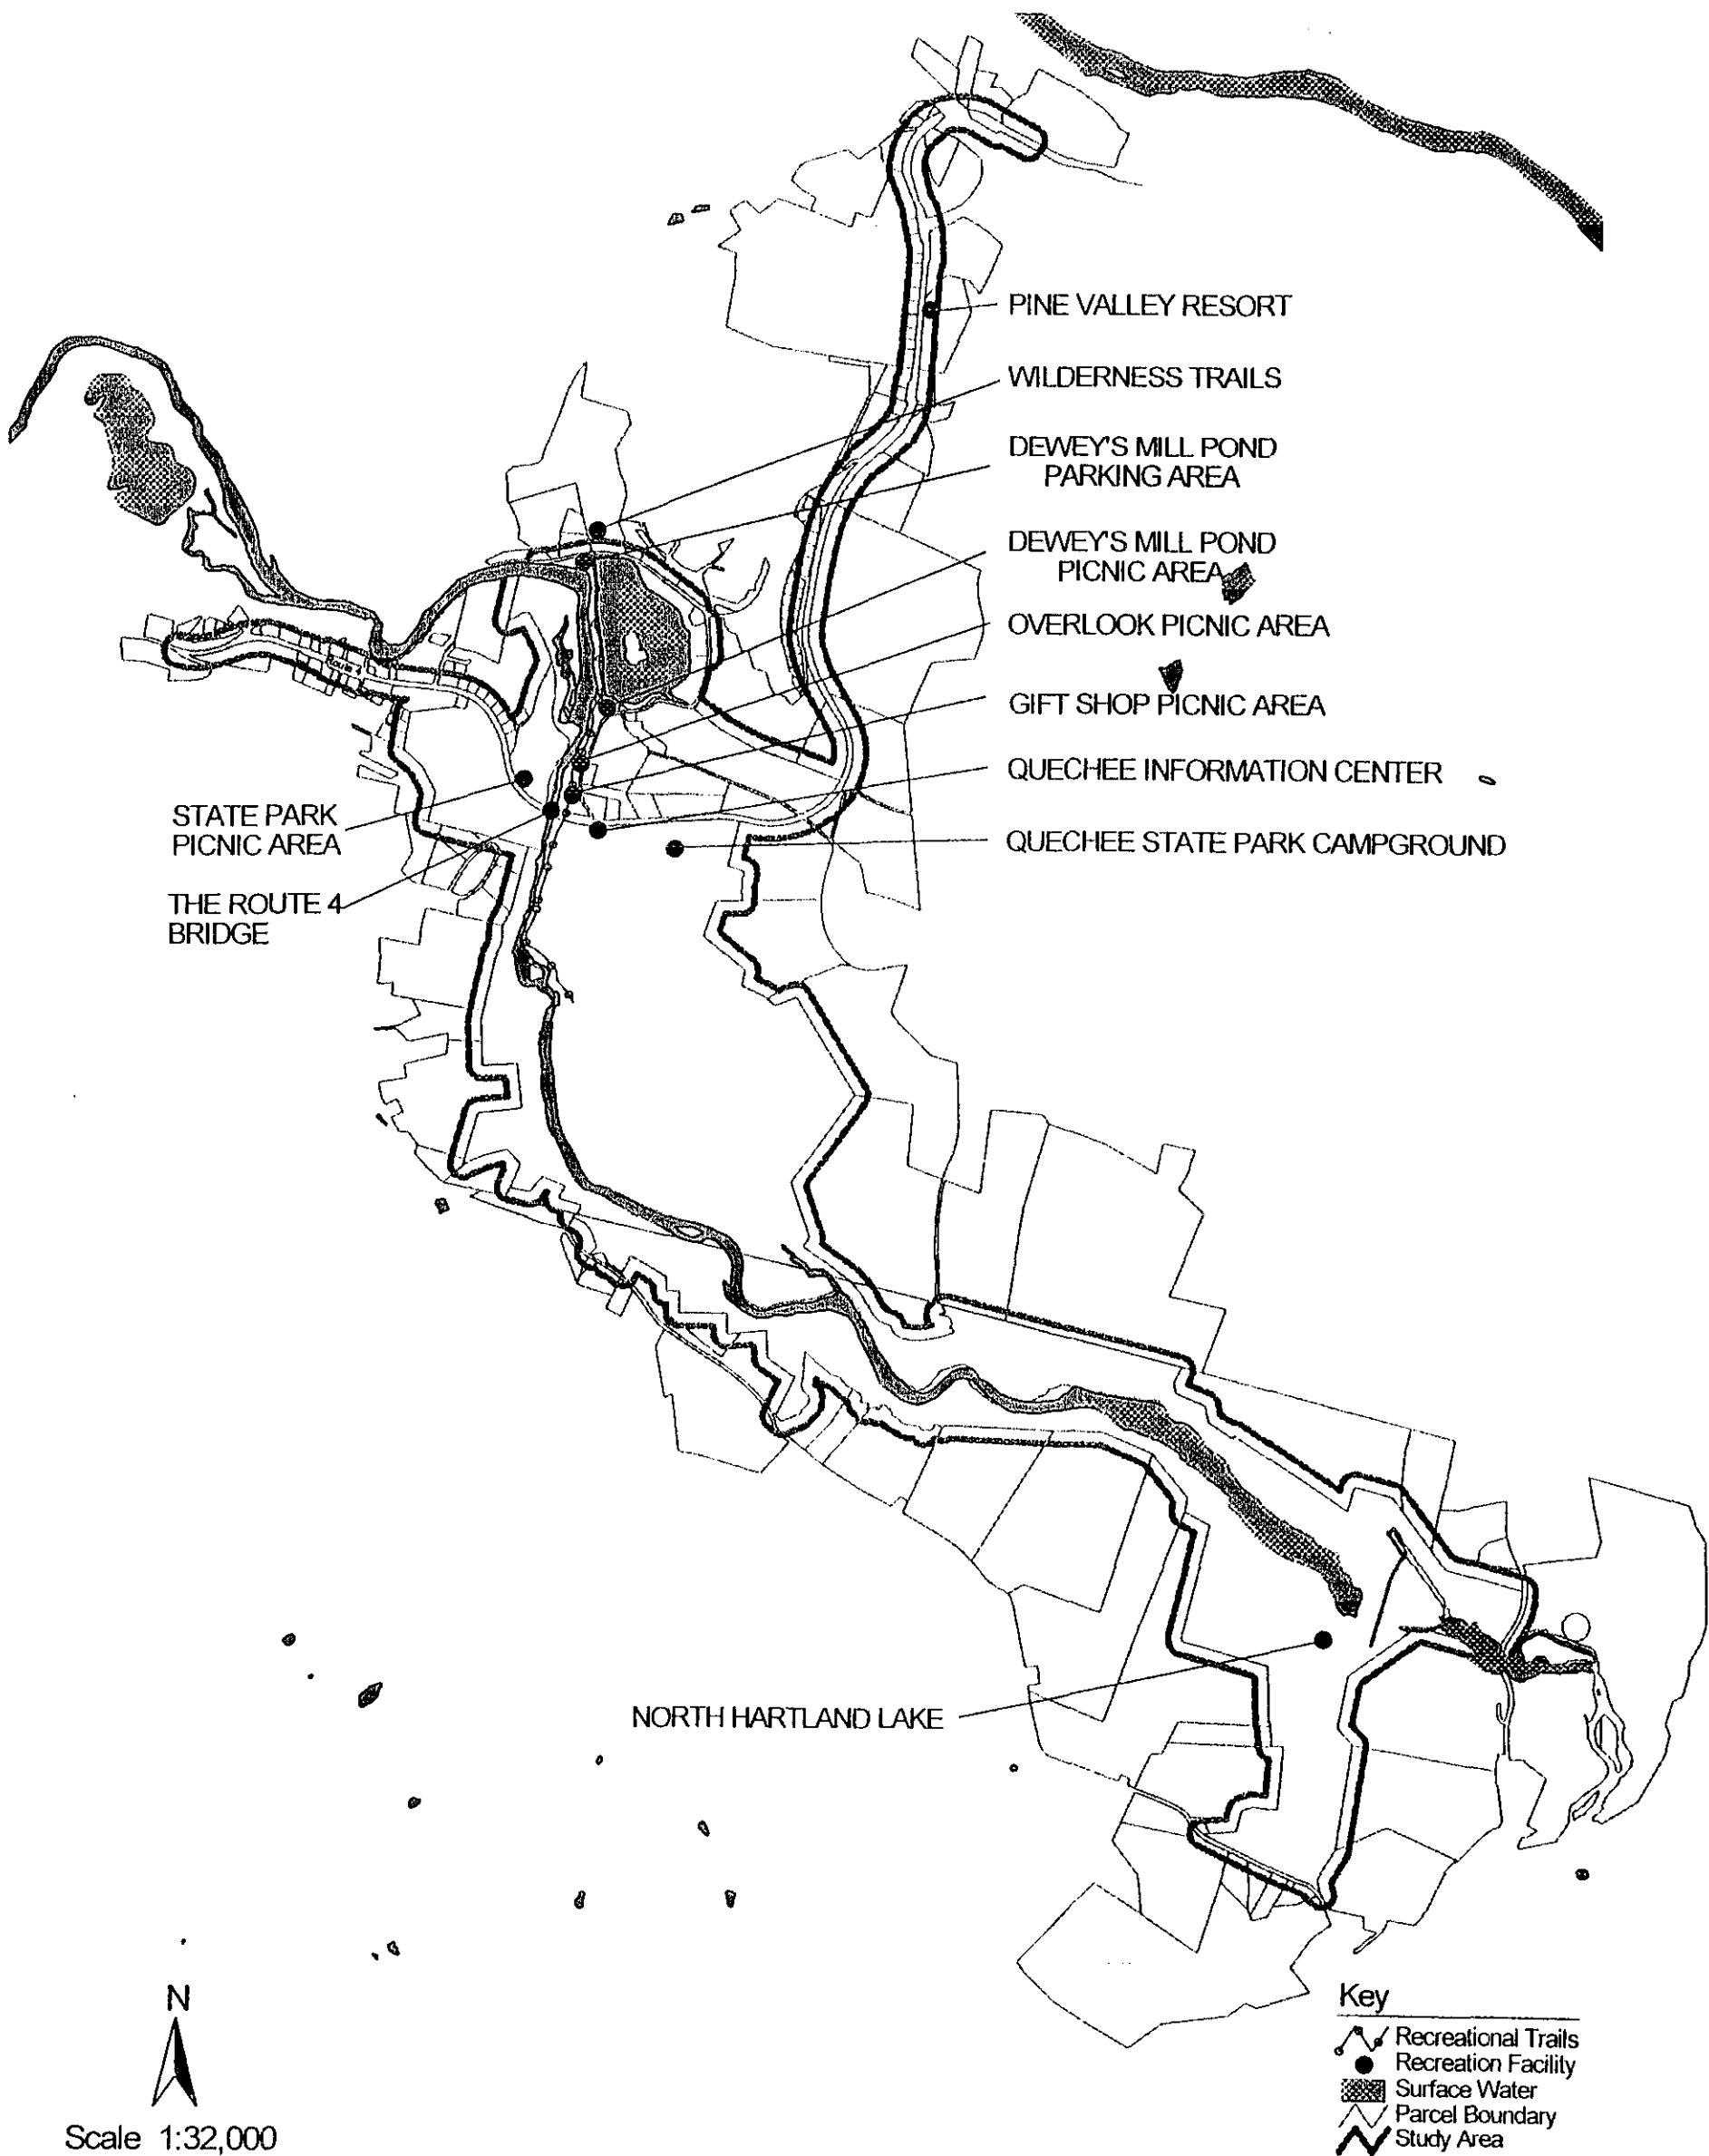 PINE VALLEY RESORT
WILDERNESS TRAILS
DEWEY'S MILL POND
PARKING AREA
DEWEY'S MILL POND
PICNIC AREA
OVERLOOK PICNIC AREA
Route 4
GIFT SHOP PICNIC AREA
QUECHEE INFORMATION CENTER
STATE PARK
PICNIC AREA
QUECHEE STATE PARK CAMPGROUND
THE ROUTE 4
BRIDGE
NORTH HARTLAND LAKE
N
Scale 1:32,000
Key
Recreational Trails
Recreation Facility
Surface Water
Parcel Boundary
Study Area